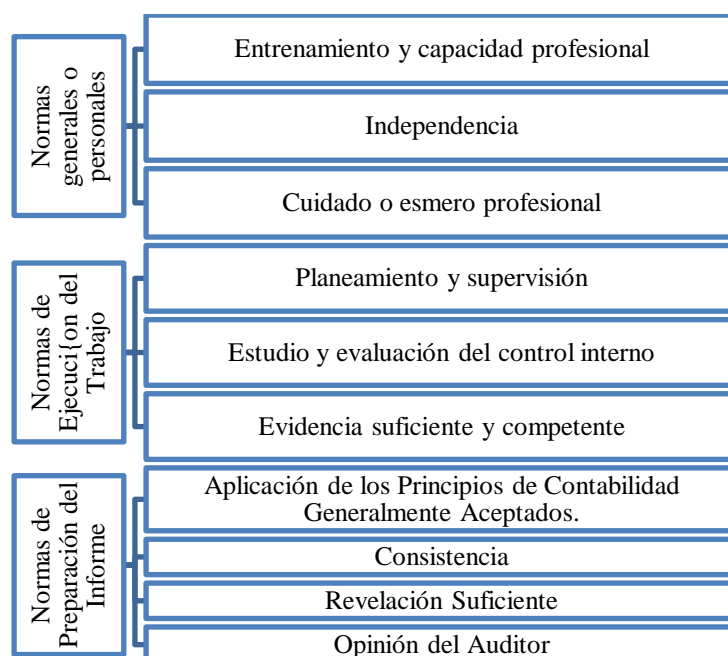 Normas
generales o
personales
Entrenamiento y capacidad profesional
Independencia
Cuidado o esmero profesional
Normas de
Ejecuci{on del
Trabajo
Planeamiento y supervisión
Estudio y evaluación del control interno
Evidencia suficiente y competente
Normas de
Preparación del
Informe
Aplicación de los Principios de Contabilidad
Generalmente Aceptados.
Consistencia
Revelación Suficiente
Opinión del Auditor